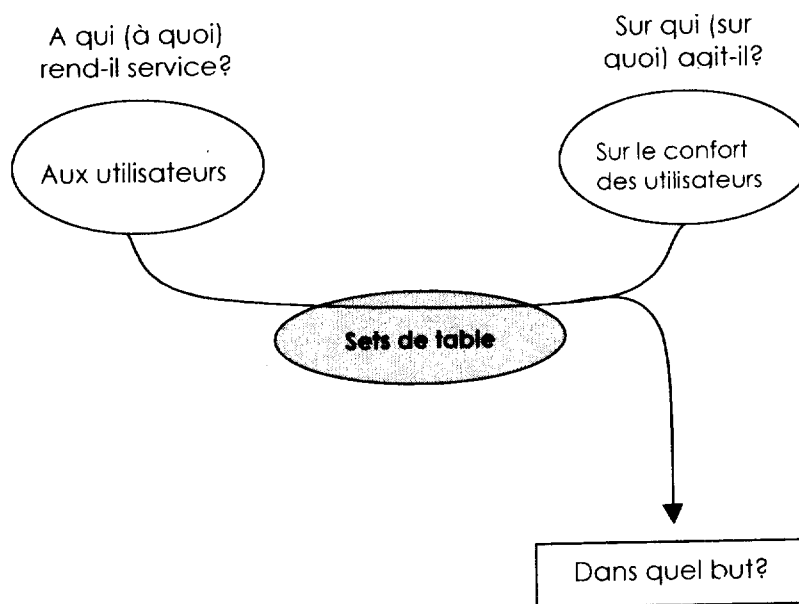 A qui (à quoi)
rend-il service?
Sur qui (sur
quoi) agit-il?
Aux utilisateurs
Sur le confort
des utilisateurs
Sets de table
Dans quel but?